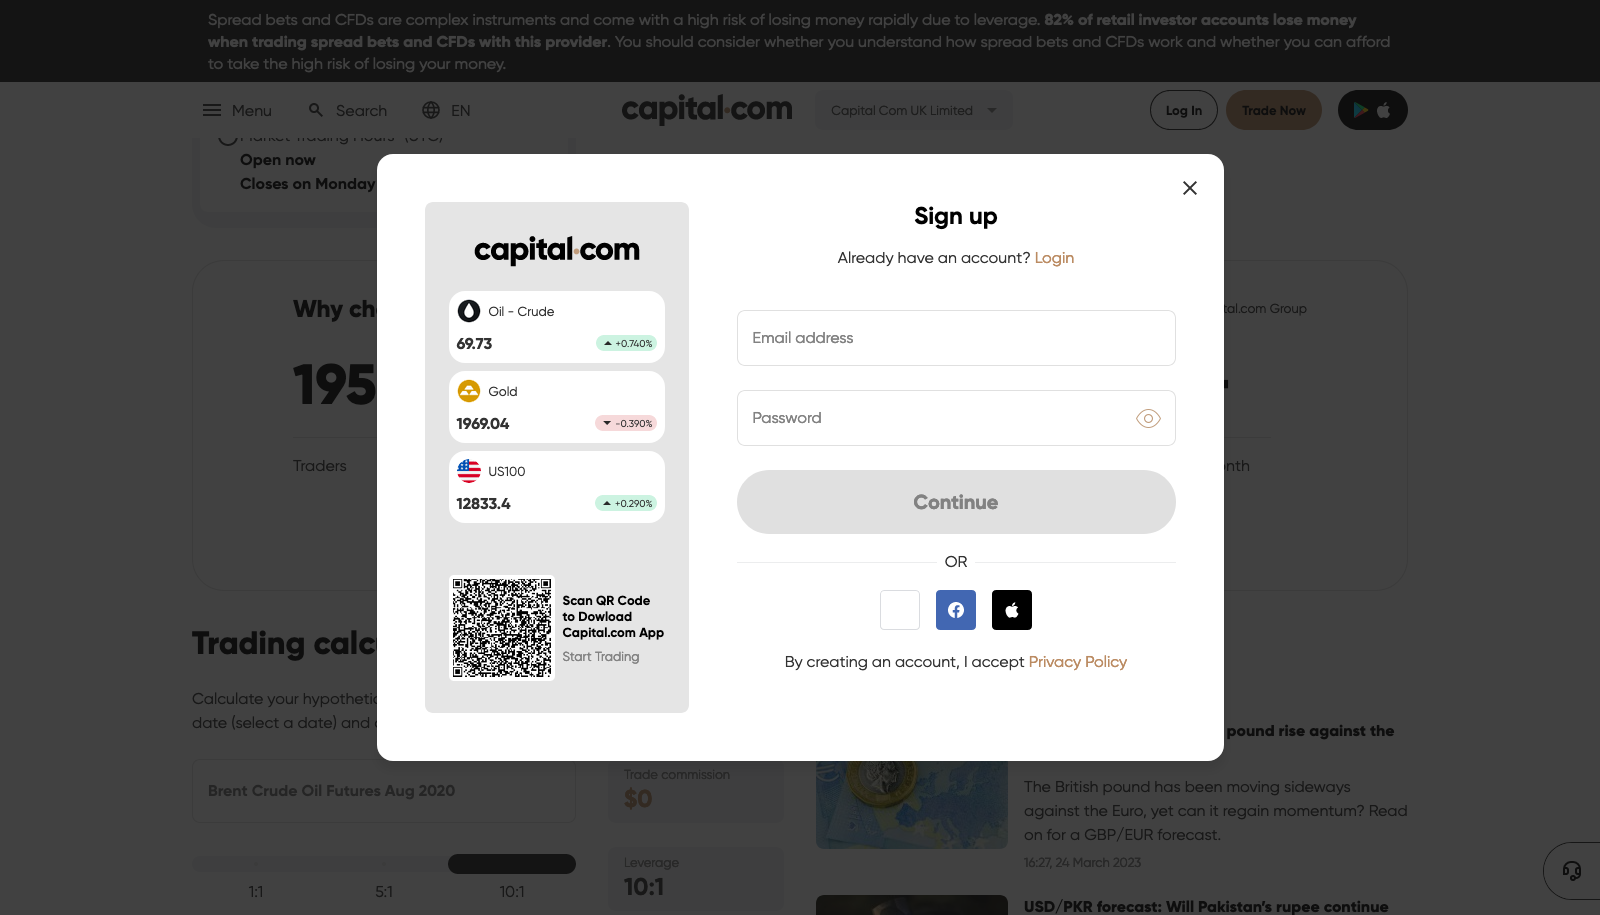 Spread bets and CFDs are complex instruments and come with a high risk of losing money rapidly due to leverage. 82% of retail investor accounts lose money
when trading spread bets and CFDs with this provider. You should consider whether you understand how spread bets and CFDs work and whether you can afford
to take the high risk of losing your money.
Menu
Search
EN
capital.com
Capital Com UK Limited
Log In
Trade Now
Market Trading Hours* (UTC)
Open now
Closes on Monday
Why ch
tal.com Group
195
Traders
nth
Sign up
Already have an account? Login
Email address
Password
Continue
OR
By creating an account, I accept Privacy Policy
capital.com
Oil - Crude
69.73
+0.740%
Gold
1969.04
-0.390%
US100
12833.4
+0.290%
Scan QR Code
to Dowload
Capital.com App
Start Trading
Trading calc
Calculate your hypothetic
date (select a date) and
Brent Crude Oil Futures Aug 2020
1:1
5:1
10:1
Trade commission
$0
Leverage
10:1
pound rise against the
The British pound has been moving sideways
against the Euro, yet can it regain momentum? Read
on for a GBP/EUR forecast.
16:27, 24 March 2023
USD/PKR forecast: Will Pakistan's rupee continue